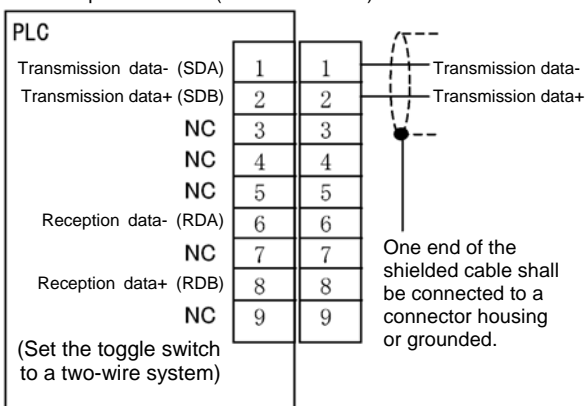 PLC
Transmission data- (SDA) 1 1 Transmission data-
Transmission data+ (SDB) 2 2 Transmission data+
NC 3 3
NC 4 4
NC 5 5
Reception data- (RDA) 6 6
NC 7 7
Reception data+ (RDB) 8 8
NC 9 9
(Set the toggle switch
to a two-wire system)
One end of the
shielded cable shall
be connected to a
connector housing
or grounded.